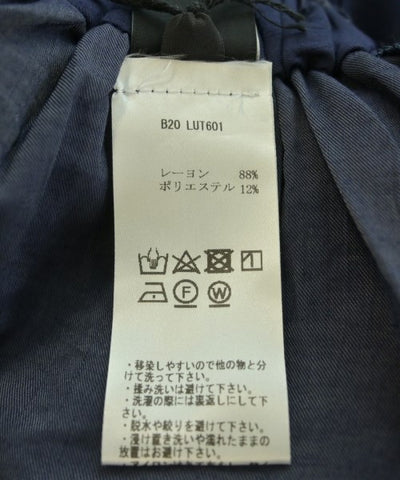 B20 LUT601
レーヨン 88%
ポリエステル 12%
F W
・移染しやすいので他の物と分
けて洗って下さい。
・揉み洗いは避けて下さい。
・洗濯の際には裏返しにして下
さい。
・脱水や絞りを避けて下さい。
・浸け置き洗いや濡れたままの
放置はお避け下さい。